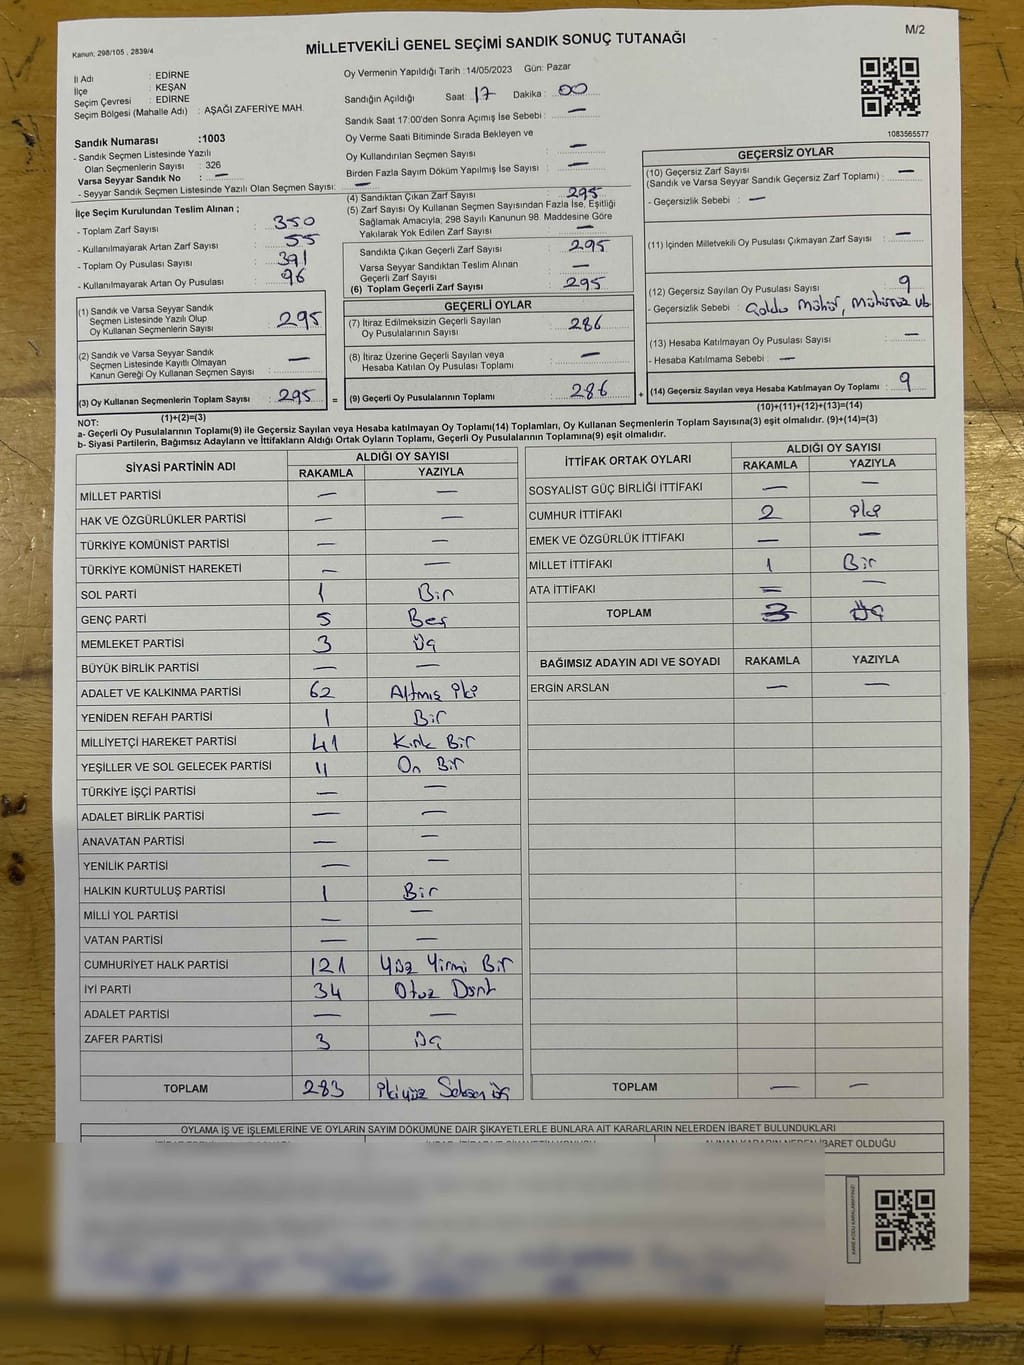 M/2
Kanun: 298/105 , 2839/4
MİLLETVEKİLİ GENEL SEÇİMİ SANDIK SONUÇ TUTANAĞI
İl Adı : EDİRNE
İlçe : KEŞAN
Seçim Çevresi : EDİRNE
Seçim Bölgesi (Mahalle Adı) : AŞAĞI ZAFERİYE MAH.
Oy Vermenin Yapıldığı Tarih :14/05/2023 Gün: Pazar
Sandığın Açıldığı Saat: 17 Dakika : 00
Sandık Saat 17:00'den Sonra Açımış İse Sebebi : —
Oy Verme Saati Bitiminde Sırada Bekleyen ve
Oy Kullandırılan Seçmen Sayısı : —
Birden Fazla Sayım Döküm Yapılmış İse Sayısı : —
1083565577
Sandık Numarası :1003
- Sandık Seçmen Listesinde Yazılı
Olan Seçmenlerin Sayısı : 326
Varsa Seyyar Sandık No : —
- Seyyar Sandık Seçmen Listesinde Yazılı Olan Seçmen Sayısı: —
İlçe Seçim Kurulundan Teslim Alınan ;
- Toplam Zarf Sayısı : 350
- Kullanılmayarak Artan Zarf Sayısı : 55
- Toplam Oy Pusulası Sayısı : 391
- Kullanılmayarak Artan Oy Pusulası : 96
(1) Sandık ve Varsa Seyyar Sandık
Seçmen Listesinde Yazılı Olup
Oy Kullanan Seçmenlerin Sayısı : 295
(2) Sandık ve Varsa Seyyar Sandık
Seçmen Listesinde Kayıtlı Olmayan
Kanun Gereği Oy Kullanan Seçmen Sayısı : —
(3) Oy Kullanan Seçmenlerin Toplam Sayısı : 295 =
(1)+(2)=(3)
(4) Sandıktan Çıkan Zarf Sayısı : 295
(5) Zarf Sayısı Oy Kullanan Seçmen Sayısından Fazla İse, Eşitliği
Sağlamak Amacıyla, 298 Sayılı Kanunun 98. Maddesine Göre
Yakılarak Yok Edilen Zarf Sayısı : —
Sandıkta Çıkan Geçerli Zarf Sayısı : 295
Varsa Seyyar Sandıktan Teslim Alınan
Geçerli Zarf Sayısı : —
(6) Toplam Geçerli Zarf Sayısı : 295
GEÇERLİ OYLAR
(7) İtiraz Edilmeksizin Geçerli Sayılan
Oy Pusulalarının Sayısı : 286
(8) İtiraz Üzerine Geçerli Sayılan veya
Hesaba Katılan Oy Pusulası Toplamı : —
(9) Geçerli Oy Pusulalarının Toplamı : 286 +
GEÇERSİZ OYLAR
(10) Geçersiz Zarf Sayısı
(Sandık ve Varsa Seyyar Sandık Geçersiz Zarf Toplamı) : —
- Geçersizlik Sebebi : —
(11) İçinden Milletvekili Oy Pusulası Çıkmayan Zarf Sayısı : —
(12) Geçersiz Sayılan Oy Pusulası Sayısı : 9
- Geçersizlik Sebebi : Mühür, Mühürsüz vb
(13) Hesaba Katılmayan Oy Pusulası Sayısı : —
- Hesaba Katılmama Sebebi : —
(14) Geçersiz Sayılan veya Hesaba Katılmayan Oy Toplamı : 9
(10)+(11)+(12)+(13)=(14)
NOT:
a- Geçerli Oy Pusulalarının Toplamı(9) ile Geçersiz Sayılan veya Hesaba katılmayan Oy Toplamı(14) Toplamları, Oy Kullanan Seçmenlerin Toplam Sayısına(3) eşit olmalıdır. (9)+(14)=(3)
b- Siyasi Partilerin, Bağımsız Adayların ve İttifakların Aldığı Ortak Oyların Toplamı, Geçerli Oy Pusulalarının Toplamına(9) eşit olmalıdır.
SİYASİ PARTİNİN ADI ALDIĞI OY SAYISI
RAKAMLA YAZIYLA
MİLLET PARTİSİ — —
HAK VE ÖZGÜRLÜKLER PARTİSİ — —
TÜRKİYE KOMÜNİST PARTİSİ — —
TÜRKİYE KOMÜNİST HAREKETİ — —
SOL PARTİ 1 Bir
GENÇ PARTİ 5 Beş
MEMLEKET PARTİSİ 3 Üç
BÜYÜK BİRLİK PARTİSİ — —
ADALET VE KALKINMA PARTİSİ 62 Altmış İki
YENİDEN REFAH PARTİSİ 1 Bir
MİLLİYETÇİ HAREKET PARTİSİ 41 Kırk Bir
YEŞİLLER VE SOL GELECEK PARTİSİ 11 On Bir
TÜRKİYE İŞÇİ PARTİSİ — —
ADALET BİRLİK PARTİSİ — —
ANAVATAN PARTİSİ — —
YENİLİK PARTİSİ — —
HALKIN KURTULUŞ PARTİSİ 1 Bir
MİLLİ YOL PARTİSİ — —
VATAN PARTİSİ — —
CUMHURİYET HALK PARTİSİ 121 Yüz Yirmi Bir
İYİ PARTİ 34 Otuz Dört
ADALET PARTİSİ — —
ZAFER PARTİSİ 3 Üç
TOPLAM 283 İkiyüz Seksen üç
İTTİFAK ORTAK OYLARI ALDIĞI OY SAYISI
RAKAMLA YAZIYLA
SOSYALİST GÜÇ BİRLİĞİ İTTİFAKI — —
CUMHUR İTTİFAKI 2 İki
EMEK VE ÖZGÜRLÜK İTTİFAKI — —
MİLLET İTTİFAKI 1 Bir
ATA İTTİFAKI — —
TOPLAM 3 Üç
BAĞIMSIZ ADAYIN ADI VE SOYADI RAKAMLA YAZIYLA
ERGİN ARSLAN — —
TOPLAM — —
OYLAMA İŞ VE İŞLEMLERİNE VE OYLARIN SAYIM DÖKÜMÜNE DAİR ŞİKAYETLERLE BUNLARA AİT KARARLARIN NELERDEN İBARET BULUNDUKLARI
ALINAN KARARIN NEDEN İBARET OLDUĞU